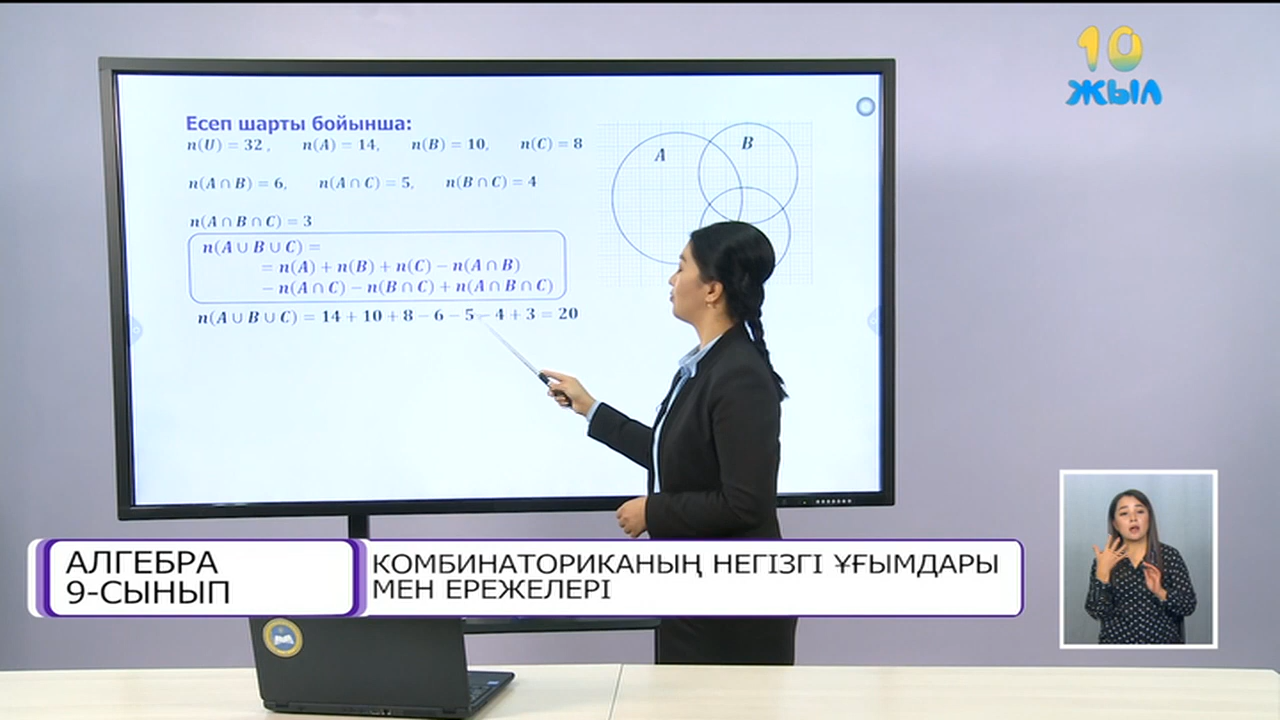 10
ЖЫЛ
Есеп шарты бойынша:
n(U) = 32 , n(A) = 14, n(B) = 10, n(C) = 8
n(A ∩ B) = 6, n(A ∩ C) = 5, n(B ∩ C) = 4
n(A ∩ B ∩ C) = 3
n(A ∪ B ∪ C) =
= n(A) + n(B) + n(C) − n(A ∩ B)
− n(A ∩ C) − n(B ∩ C) + n(A ∩ B ∩ C)
n(A ∪ B ∪ C) = 14 + 10 + 8 − 6 − 5 − 4 + 3 = 20
A
B
АЛГЕБРА
9-СЫНЫП
КОМБИНАТОРИКАНЫҢ НЕГІЗГІ ҰҒЫМДАРЫ
МЕН ЕРЕЖЕЛЕРІ